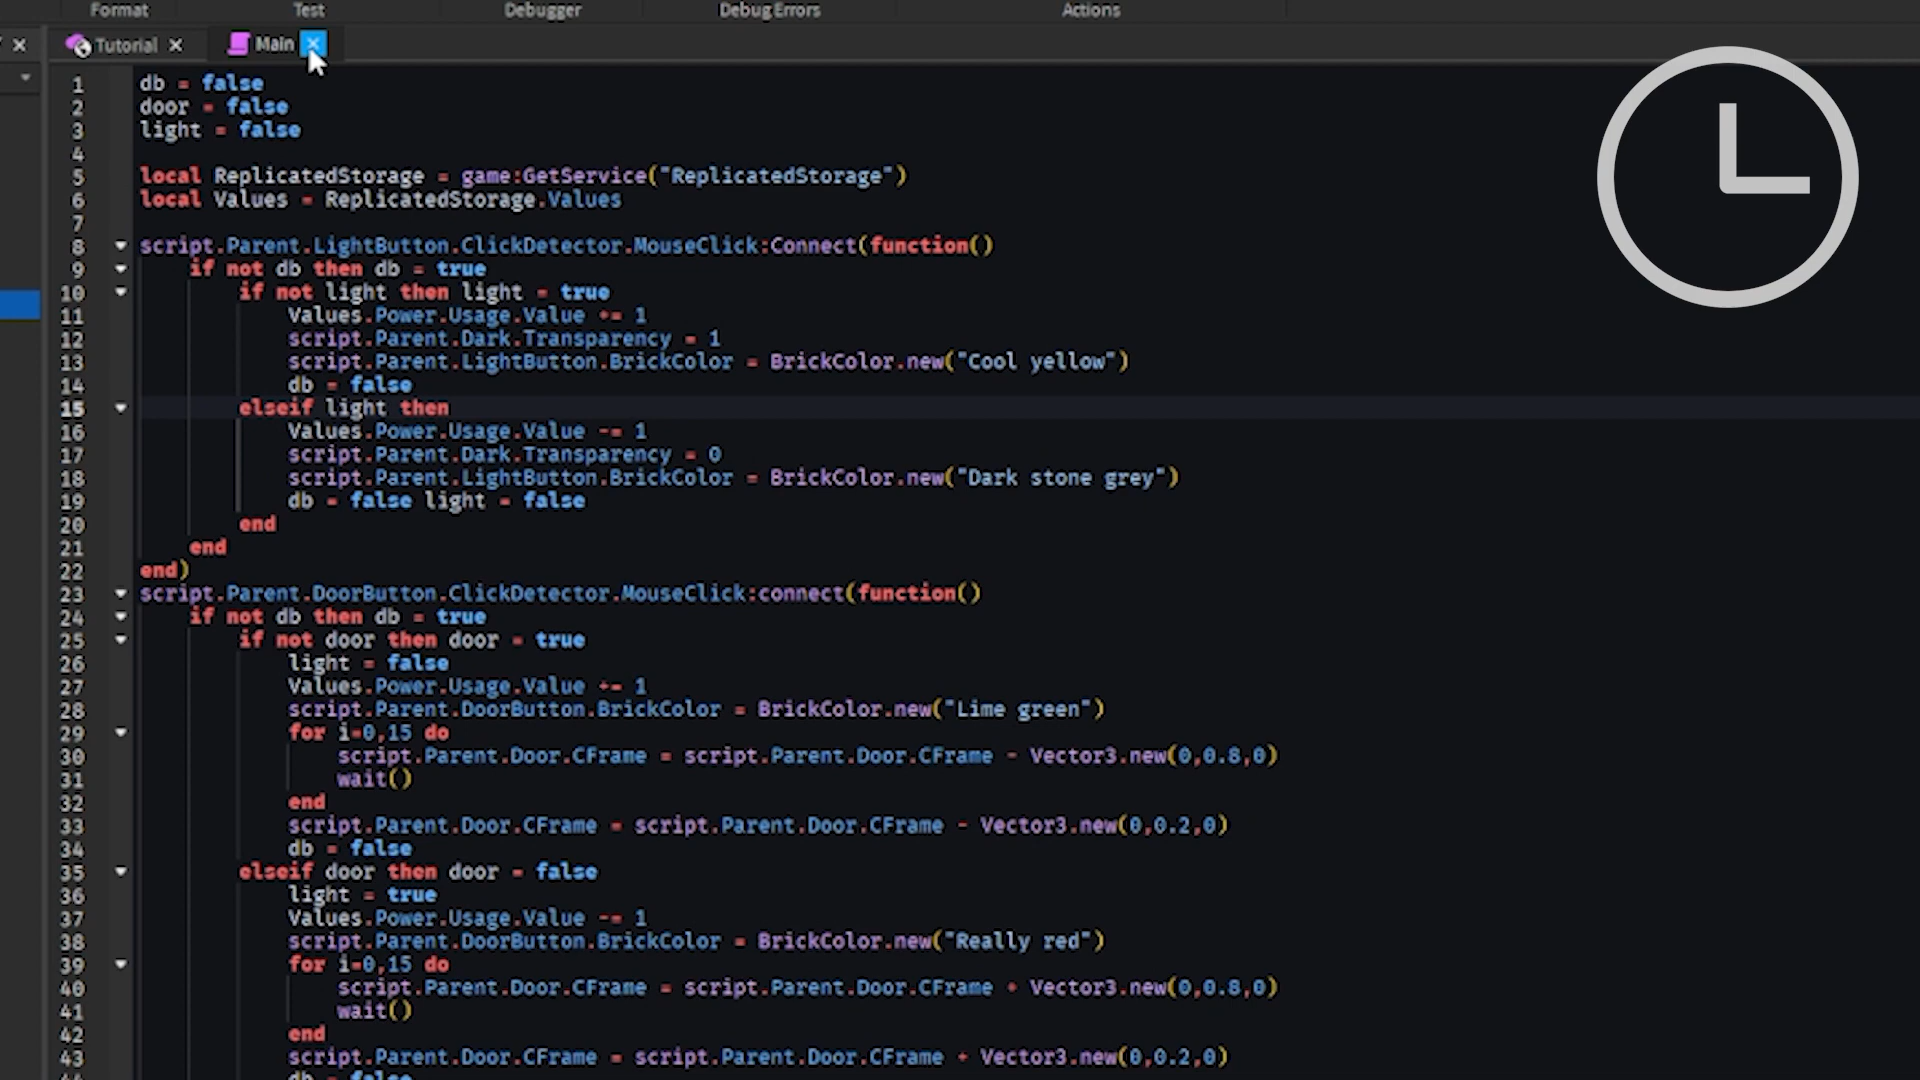 Format Test Debugger Debug Errors Actions
Tutorial Main
1 db = false
2 door = false
3 light = false
4
5 local ReplicatedStorage = game:GetService("ReplicatedStorage")
6 local Values = ReplicatedStorage.Values
7
8 script.Parent.LightButton.ClickDetector.MouseClick:Connect(function()
9 if not db then db = true
10 if not light then light = true
11 Values.Power.Usage.Value += 1
12 script.Parent.Dark.Transparency = 1
13 script.Parent.LightButton.BrickColor = BrickColor.new("Cool yellow")
14 db = false
15 elseif light then
16 Values.Power.Usage.Value -= 1
17 script.Parent.Dark.Transparency = 0
18 script.Parent.LightButton.BrickColor = BrickColor.new("Dark stone grey")
19 db = false light = false
20 end
21 end
22 end)
23 script.Parent.DoorButton.ClickDetector.MouseClick:connect(function()
24 if not db then db = true
25 if not door then door = true
26 light = false
27 Values.Power.Usage.Value += 1
28 script.Parent.DoorButton.BrickColor = BrickColor.new("Lime green")
29 for i=0,15 do
30 script.Parent.Door.CFrame = script.Parent.Door.CFrame - Vector3.new(0,0.8,0)
31 wait()
32 end
33 script.Parent.Door.CFrame = script.Parent.Door.CFrame - Vector3.new(0,0.2,0)
34 db = false
35 elseif door then door = false
36 light = true
37 Values.Power.Usage.Value -= 1
38 script.Parent.DoorButton.BrickColor = BrickColor.new("Really red")
39 for i=0,15 do
40 script.Parent.Door.CFrame = script.Parent.Door.CFrame + Vector3.new(0,0.8,0)
41 wait()
42 end
43 script.Parent.Door.CFrame = script.Parent.Door.CFrame + Vector3.new(0,0.2,0)
44 db = false